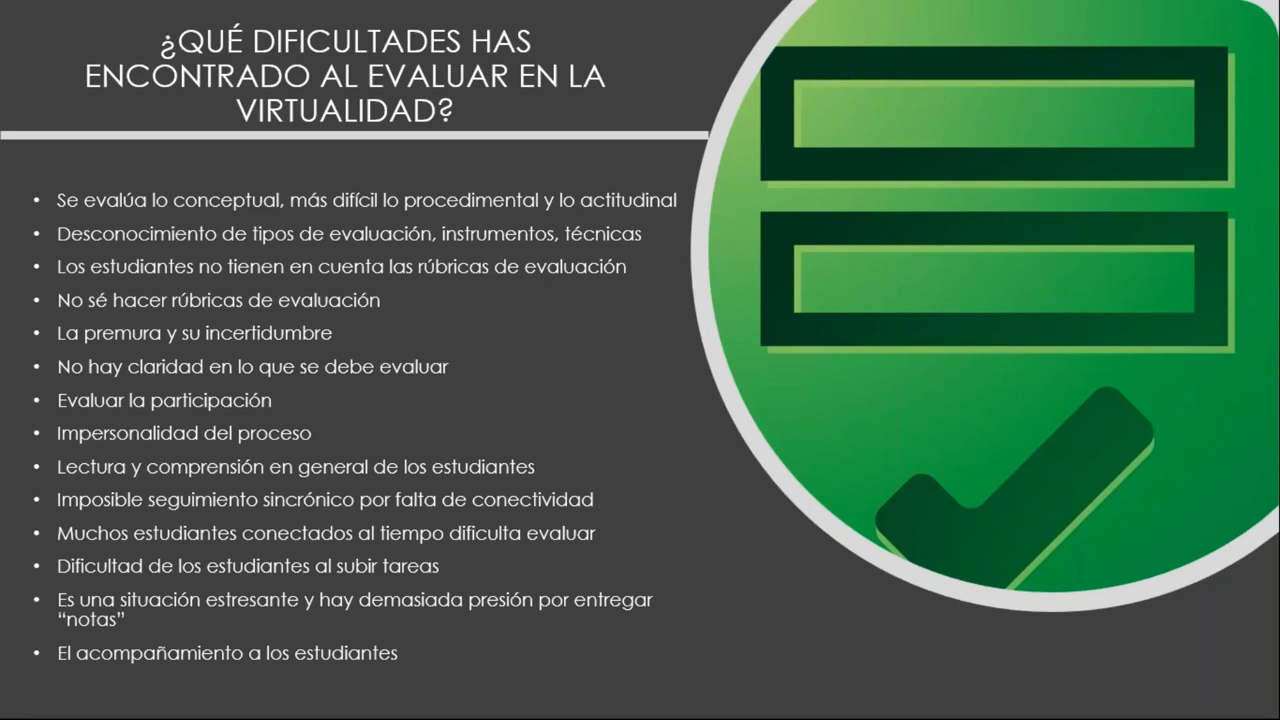 ¿QUÉ DIFICULTADES HAS
ENCONTRADO AL EVALUAR EN LA
VIRTUALIDAD?
• Se evalúa lo conceptual, más difícil lo procedimental y lo actitudinal
• Desconocimiento de tipos de evaluación, instrumentos, técnicas
• Los estudiantes no tienen en cuenta las rúbricas de evaluación
• No sé hacer rúbricas de evaluación
• La premura y su incertidumbre
• No hay claridad en lo que se debe evaluar
• Evaluar la participación
• Impersonalidad del proceso
• Lectura y comprensión en general de los estudiantes
• Imposible seguimiento sincrónico por falta de conectividad
• Muchos estudiantes conectados al tiempo dificulta evaluar
• Dificultad de los estudiantes al subir tareas
• Es una situación estresante y hay demasiada presión por entregar
“notas”
• El acompañamiento a los estudiantes